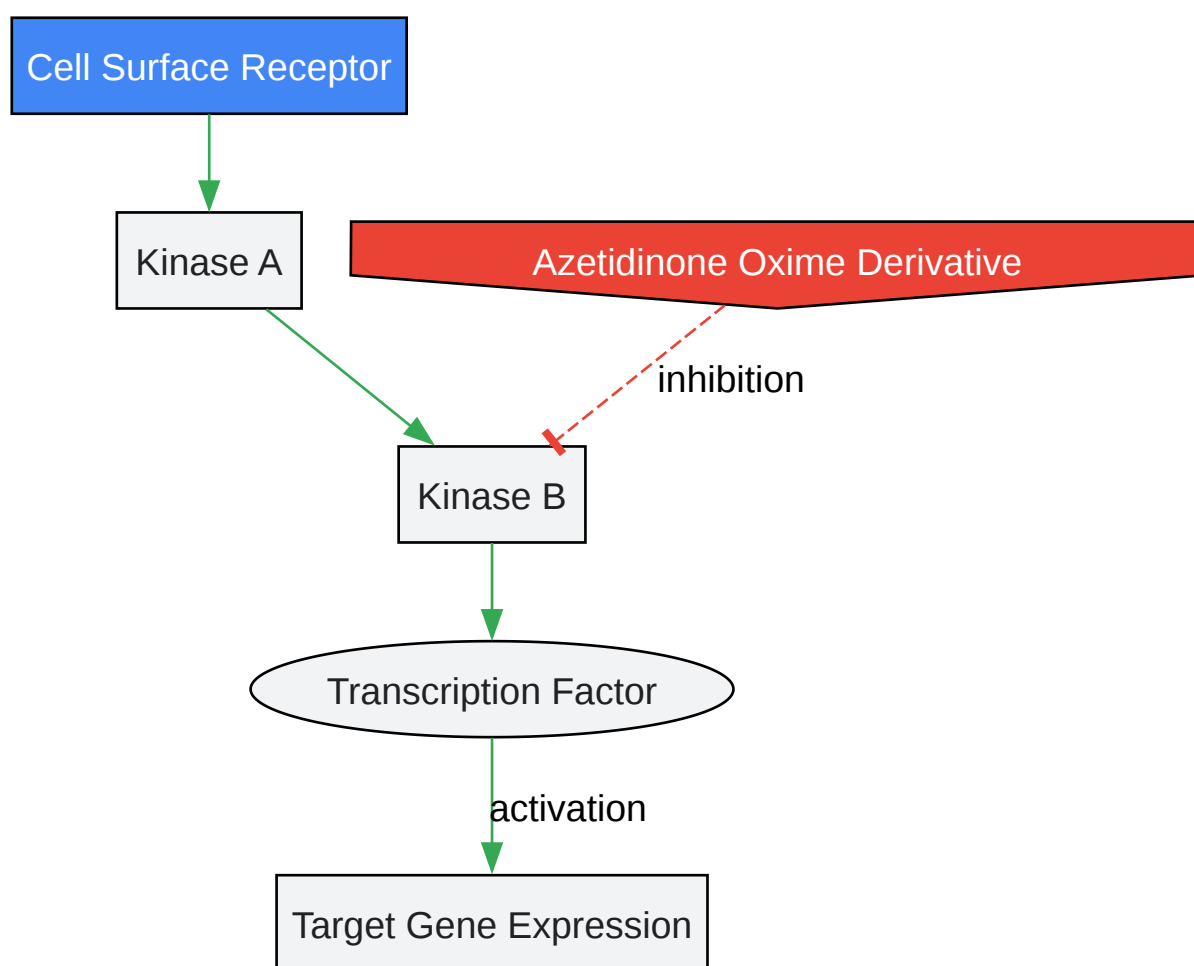 Cell Surface Receptor
Kinase A
Azetidinone Oxime Derivative
inhibition
Kinase B
Transcription Factor
activation
Target Gene Expression